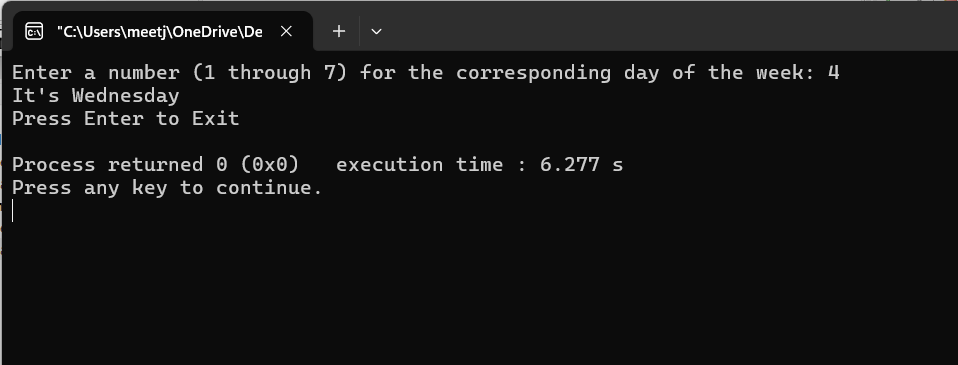 "C:\Users\meetj\OneDrive\De
Enter a number (1 through 7) for the corresponding day of the week: 4
It's Wednesday
Press Enter to Exit
Process returned 0 (0x0)   execution time : 6.277 s
Press any key to continue.